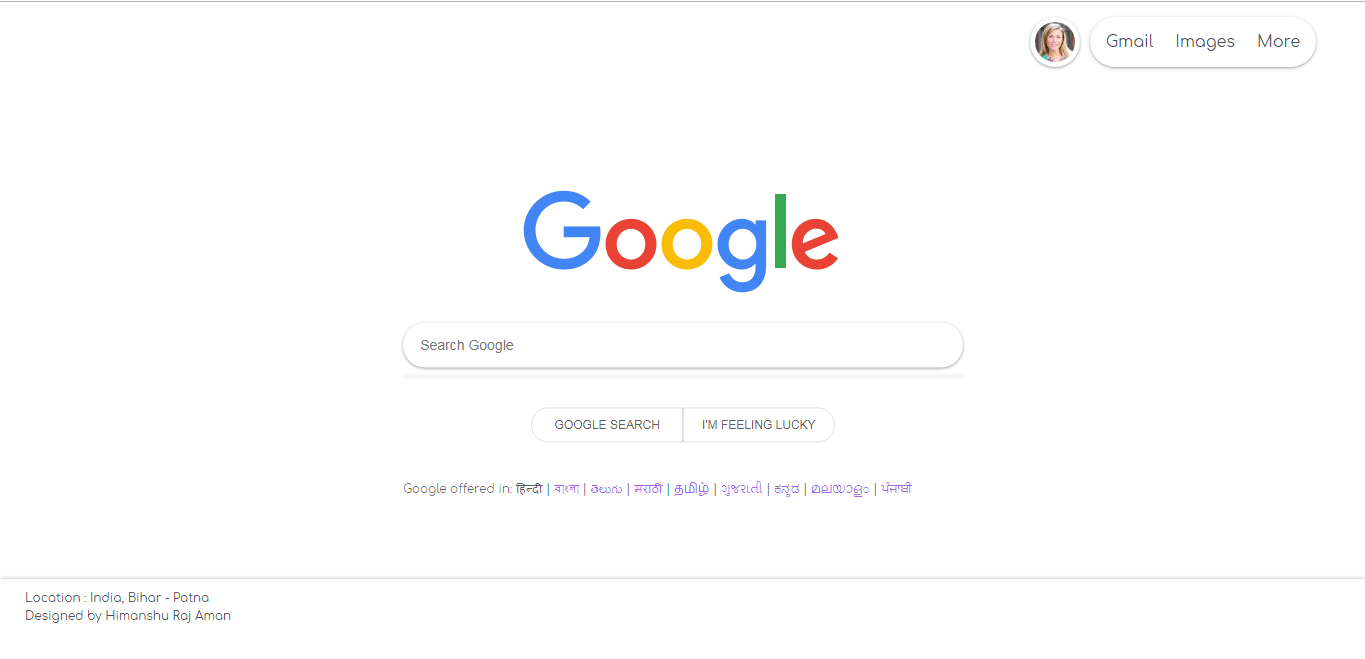 Gmail Images More
Google
Search Google
GOOGLE SEARCH I'M FEELING LUCKY
Google offered in: हिन्दी | বাংলা | తెలుగు | मराठी | தமிழ் | ગુજરાતી | ಕನ್ನಡ | മലയാളം | ਪੰਜਾਬੀ
Location : India, Bihar - Patna
Designed by Himanshu Raj Aman